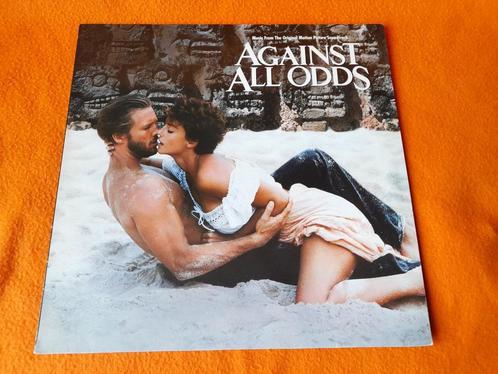 Music From The Original Motion Picture Soundtrack
AGAINST
ALL ODDS